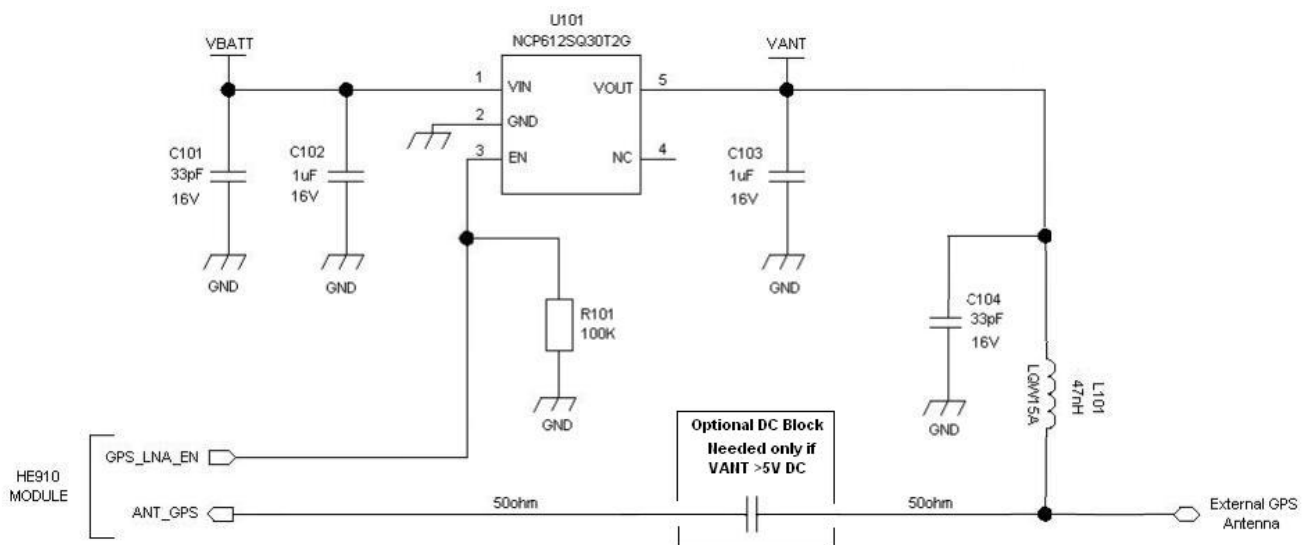 U101
NCP612SQ30T2G
VBATT
VANT
1
VIN
VOUT
5
2
GND
3
EN
NC
4
C101
33pF
16V
C102
1uF
16V
C103
1uF
16V
GND
GND
GND
R101
100K
GND
C104
33pF
16V
GND
L101
47nH
LQW15A
Optional DC Block
Needed only if
VANT >5V DC
HE910
MODULE
GPS_LNA_EN
ANT_GPS
50ohm
50ohm
External GPS
Antenna